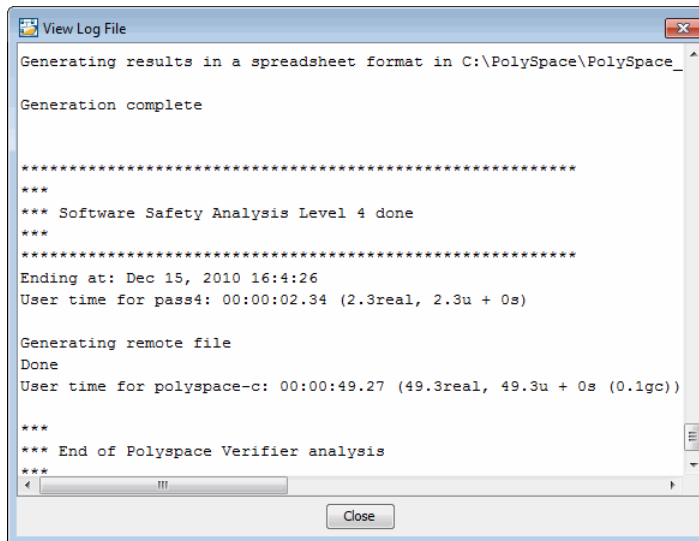 View Log File
Generating results in a spreadsheet format in C:\PolySpace\PolySpace_
Generation complete
**********************************************************
***
*** Software Safety Analysis Level 4 done
***
**********************************************************
Ending at: Dec 15, 2010 16:4:26
User time for pass4: 00:00:02.34 (2.3real, 2.3u + 0s)
Generating remote file
Done
User time for polyspace-c: 00:00:49.27 (49.3real, 49.3u + 0s (0.1gc))
***
*** End of Polyspace Verifier analysis
***
Close